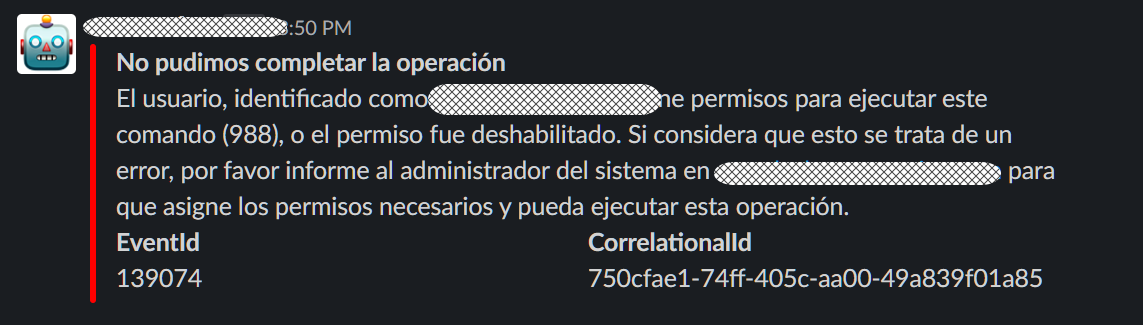 :50 PM
No pudimos completar la operación
El usuario, identificado como ne permisos para ejecutar este
comando (988), o el permiso fue deshabilitado. Si considera que esto se trata de un
error, por favor informe al administrador del sistema en para
que asigne los permisos necesarios y pueda ejecutar esta operación.
EventId CorrelationalId
139074 750cfae1-74ff-405c-aa00-49a839f01a85